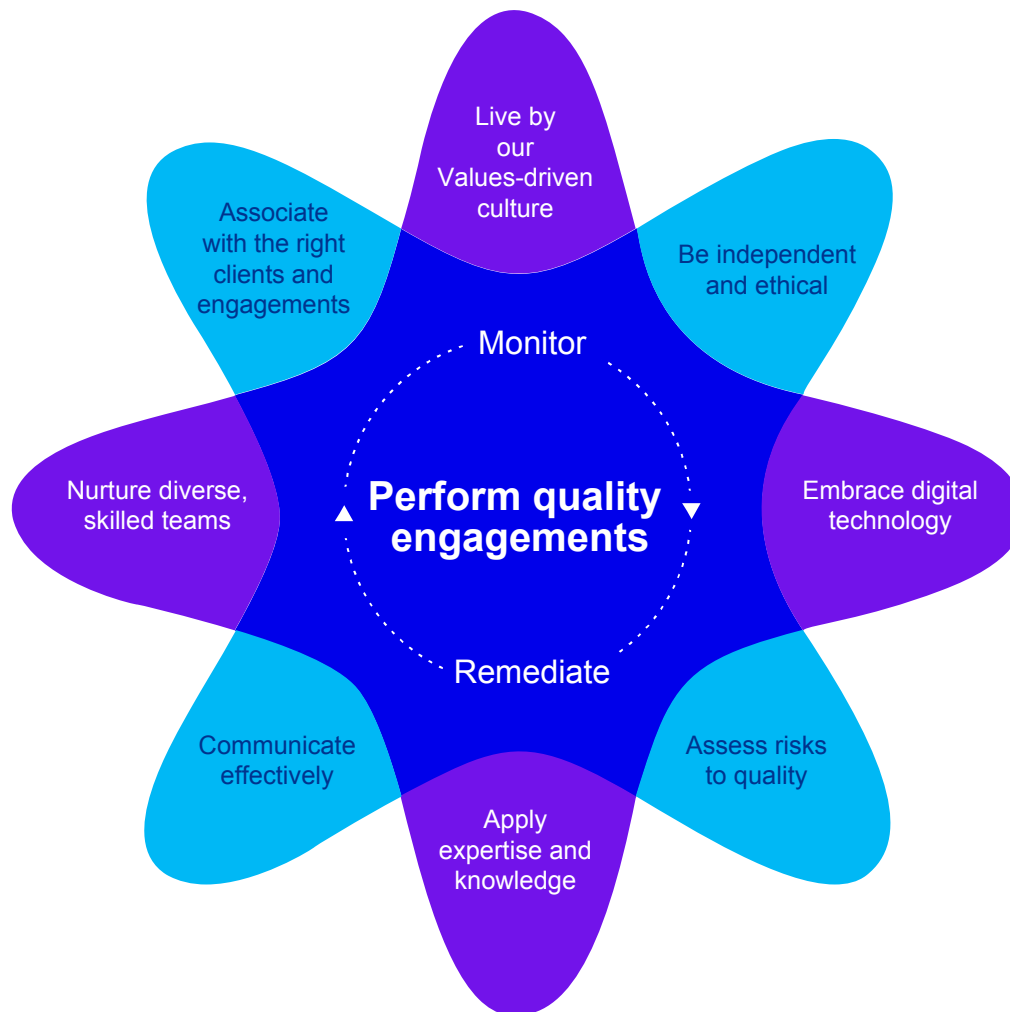 Live by
our
Values-driven
culture
Associate
with the right
clients and
engagements
Be independent
and ethical
Monitor
Nurture diverse,
skilled teams
Perform quality
engagements
Embrace digital
technology
Remediate
Communicate
effectively
Assess risks
to quality
Apply
expertise and
knowledge